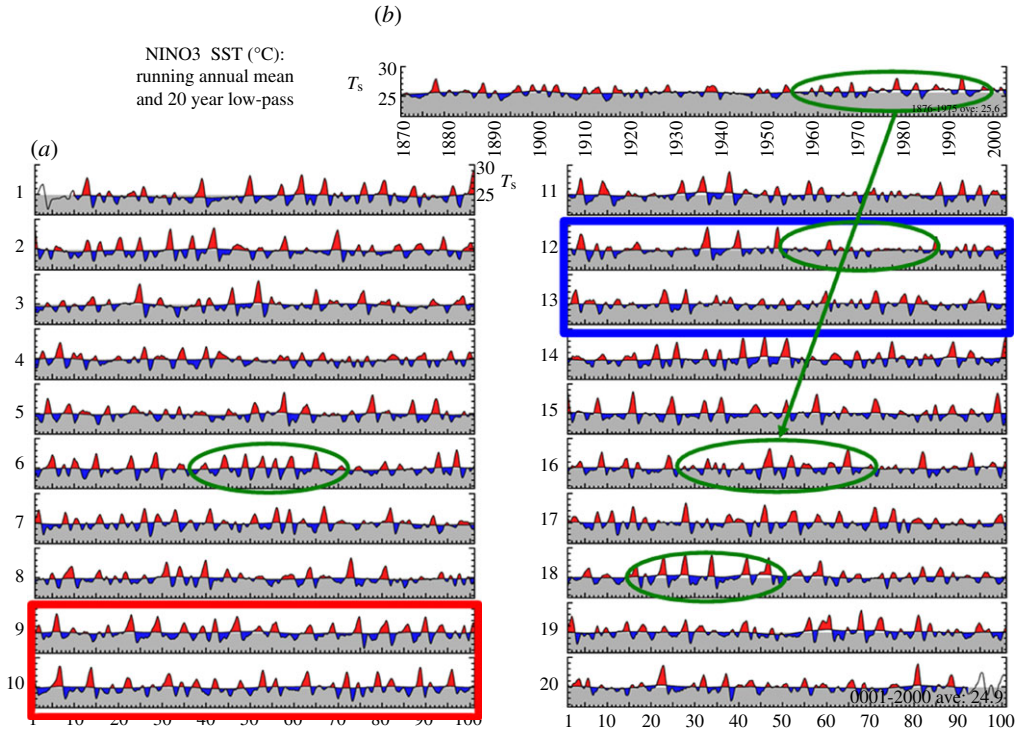 (b)
NINO3 SST (°C):
running annual mean
and 20 year low-pass
Ts
30
25
1876-1975 ave: 25.6
1870 1880 1890 1900 1910 1920 1930 1940 1950 1960 1970 1980 1990 2000
(a)
30
25
Ts
1
2
3
4
5
6
7
8
9
10
1 10 20 30 40 50 60 70 80 90 100
11
12
13
14
15
16
17
18
19
20
0001-2000 ave: 24.9
1 10 20 30 40 50 60 70 80 90 100